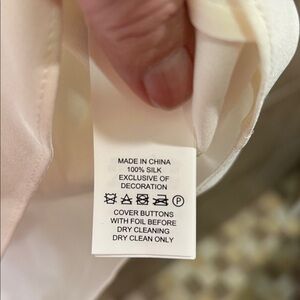 MADE IN CHINA
100% SILK
EXCLUSIVE OF
DECORATION
P
COVER BUTTONS
WITH FOIL BEFORE
DRY CLEANING
DRY CLEAN ONLY